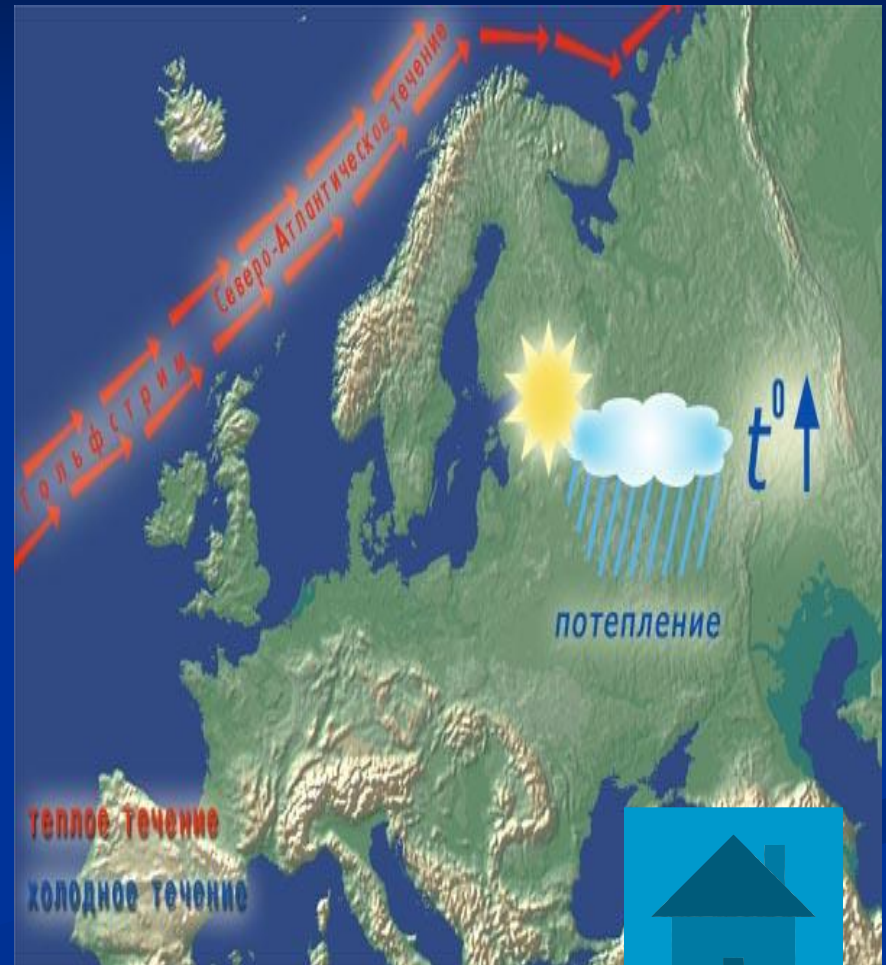 Северо-Атлантическое течение
Гольфстрим
t⁰
потепление
теплое течение
холодное течение